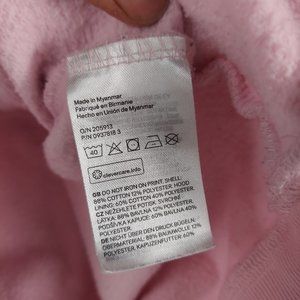 Made in Myanmar
Fabriqué en Birmanie
Hecho en Unión de Myanmar
O/N 205913
P/N 0937818 3
40
clevercare.info
GB DO NOT IRON ON PRINT. SHELL:
88% COTTON 12% POLYESTER. HOOD
LINING: 60% COTTON 40% POLYESTER.
CZ NEŽEHLETE POTISK. SVRCHNÍ
LÁTKA: 88% BAVLNA 12% POLYESTER.
PODŠÍVKA KAPUCE: 60% BAVLNA 40%
POLYESTER.
DE NICHT ÜBER DEN DRUCK BÜGELN.
OBERMATERIAL: 88% BAUMWOLLE 12%
POLYESTER. KAPUZENFUTTER: 60%